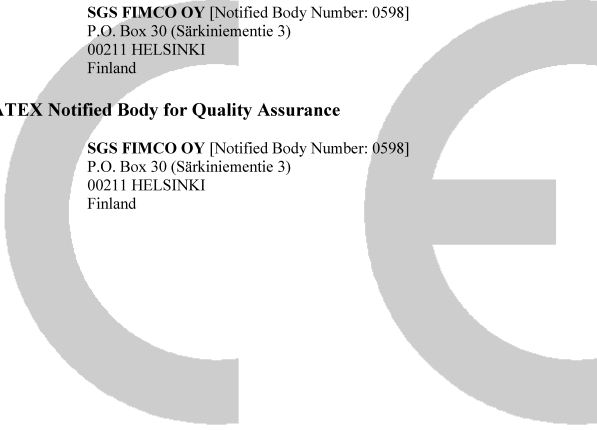 SGS FIMCO OY [Notified Body Number: 0598]
P.O. Box 30 (Särkiniementie 3)
00211 HELSINKI
Finland
ATEX Notified Body for Quality Assurance
SGS FIMCO OY [Notified Body Number: 0598]
P.O. Box 30 (Särkiniementie 3)
00211 HELSINKI
Finland